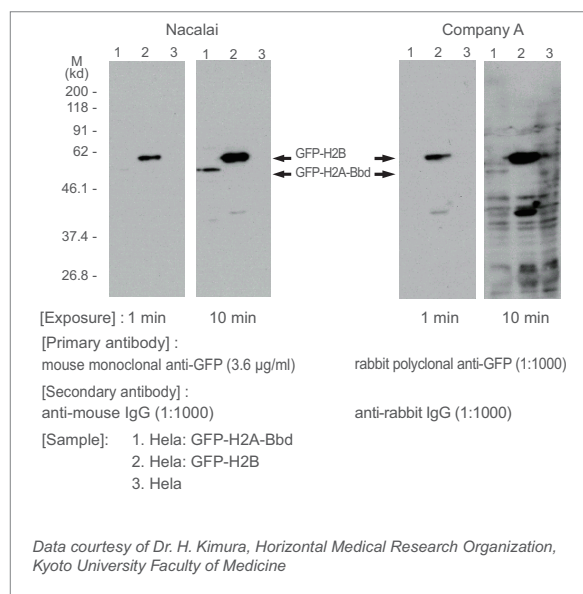 Nacalai Company A
1 2 3 1 2 3 1 2 3 1 2 3
M
(kd)
200 -
118 -
91 -
62 -
46.1 -
37.4 -
26.8 -
GFP-H2B
GFP-H2A-Bbd
[Exposure] : 1 min 10 min 1 min 10 min
[Primary antibody] :
mouse monoclonal anti-GFP (3.6 µg/ml) rabbit polyclonal anti-GFP (1:1000)
[Secondary antibody] :
anti-mouse IgG (1:1000) anti-rabbit IgG (1:1000)
[Sample]: 1. Hela: GFP-H2A-Bbd
2. Hela: GFP-H2B
3. Hela
Data courtesy of Dr. H. Kimura, Horizontal Medical Research Organization,
Kyoto University Faculty of Medicine